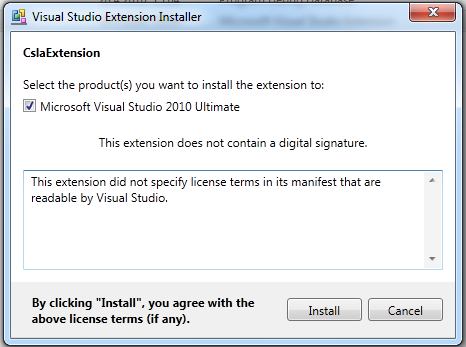 Visual Studio Extension Installer
CslaExtension
Select the product(s) you want to install the extension to:
Microsoft Visual Studio 2010 Ultimate
This extension does not contain a digital signature.
This extension did not specify license terms in its manifest that are
readable by Visual Studio.
By clicking "Install", you agree with the
above license terms (if any).
Install
Cancel